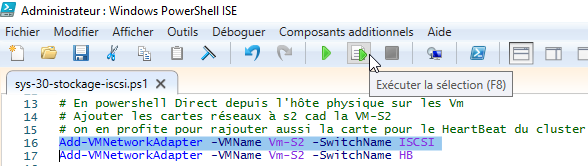 Administrateur : Windows PowerShell ISE
Fichier Modifier Afficher Outils Déboguer Composants additionnels Aide
sys-30-stockage-iscsi.ps1 X
Exécuter la sélection (F8)
13 # En powershell Direct depuis l'hôte physique sur les Vm
14 # Ajouter les cartes réseaux à s2 cad la VM-S2
15 # on en profite pour rajouter aussi la carte pour le HeartBeat du cluster
16 Add-VMNetworkAdapter -VMName Vm-S2 -SwitchName ISCSI
17 Add-VMNetworkAdapter -VMName Vm-S2 -SwitchName HB